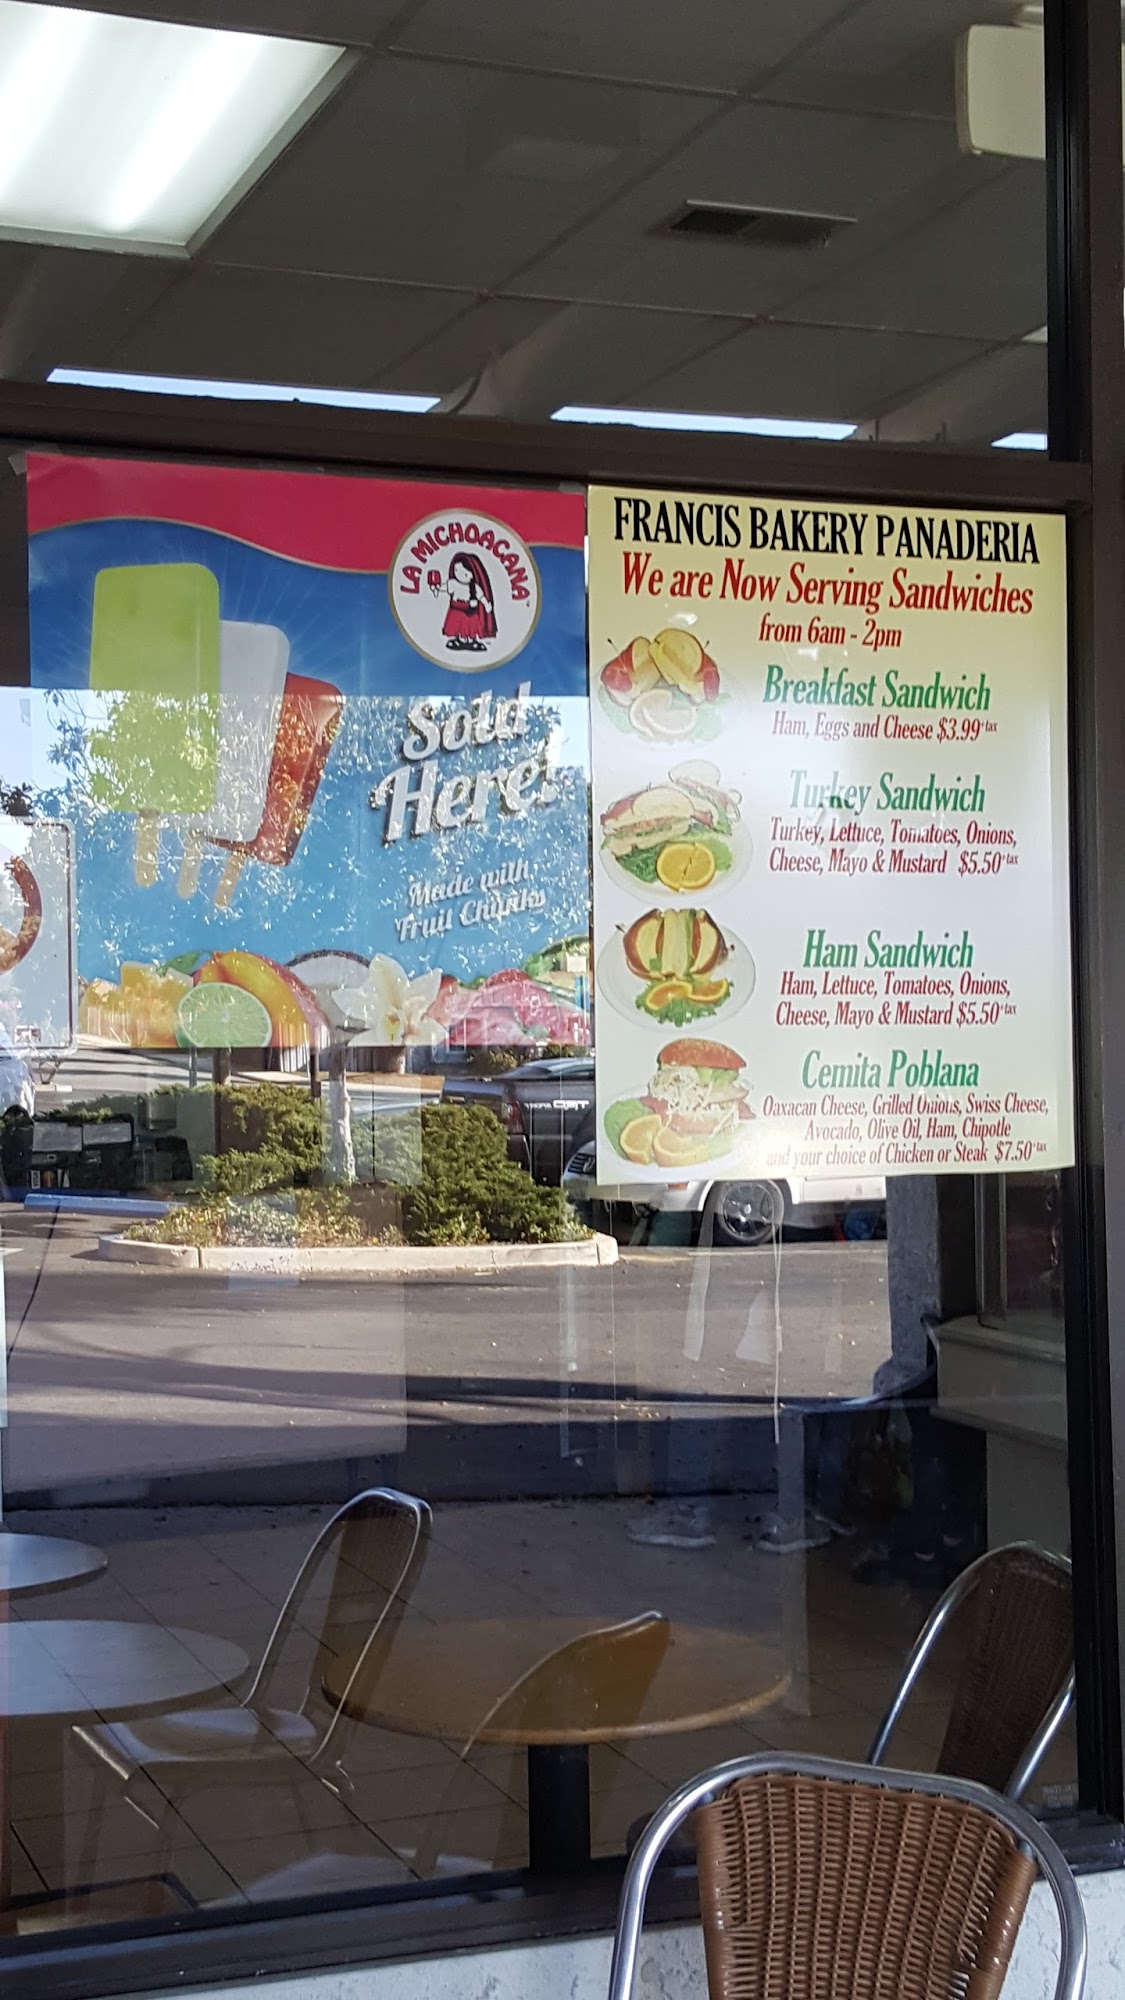 LA MICHOACANA
Sold
Here!
Made with
Fruit Chunks
FRANCIS BAKERY PANADERIA
We are Now Serving Sandwiches
from 6am - 2pm
Breakfast Sandwich
Ham, Eggs and Cheese $3.99+tax
Turkey Sandwich
Turkey, Lettuce, Tomatoes, Onions,
Cheese, Mayo & Mustard $5.50+tax
Ham Sandwich
Ham, Lettuce, Tomatoes, Onions,
Cheese, Mayo & Mustard $5.50+tax
Cemita Poblana
Oaxacan Cheese, Grilled Onions, Swiss Cheese,
Avocado, Olive Oil, Ham, Chipotle
and your choice of Chicken or Steak $7.50+tax